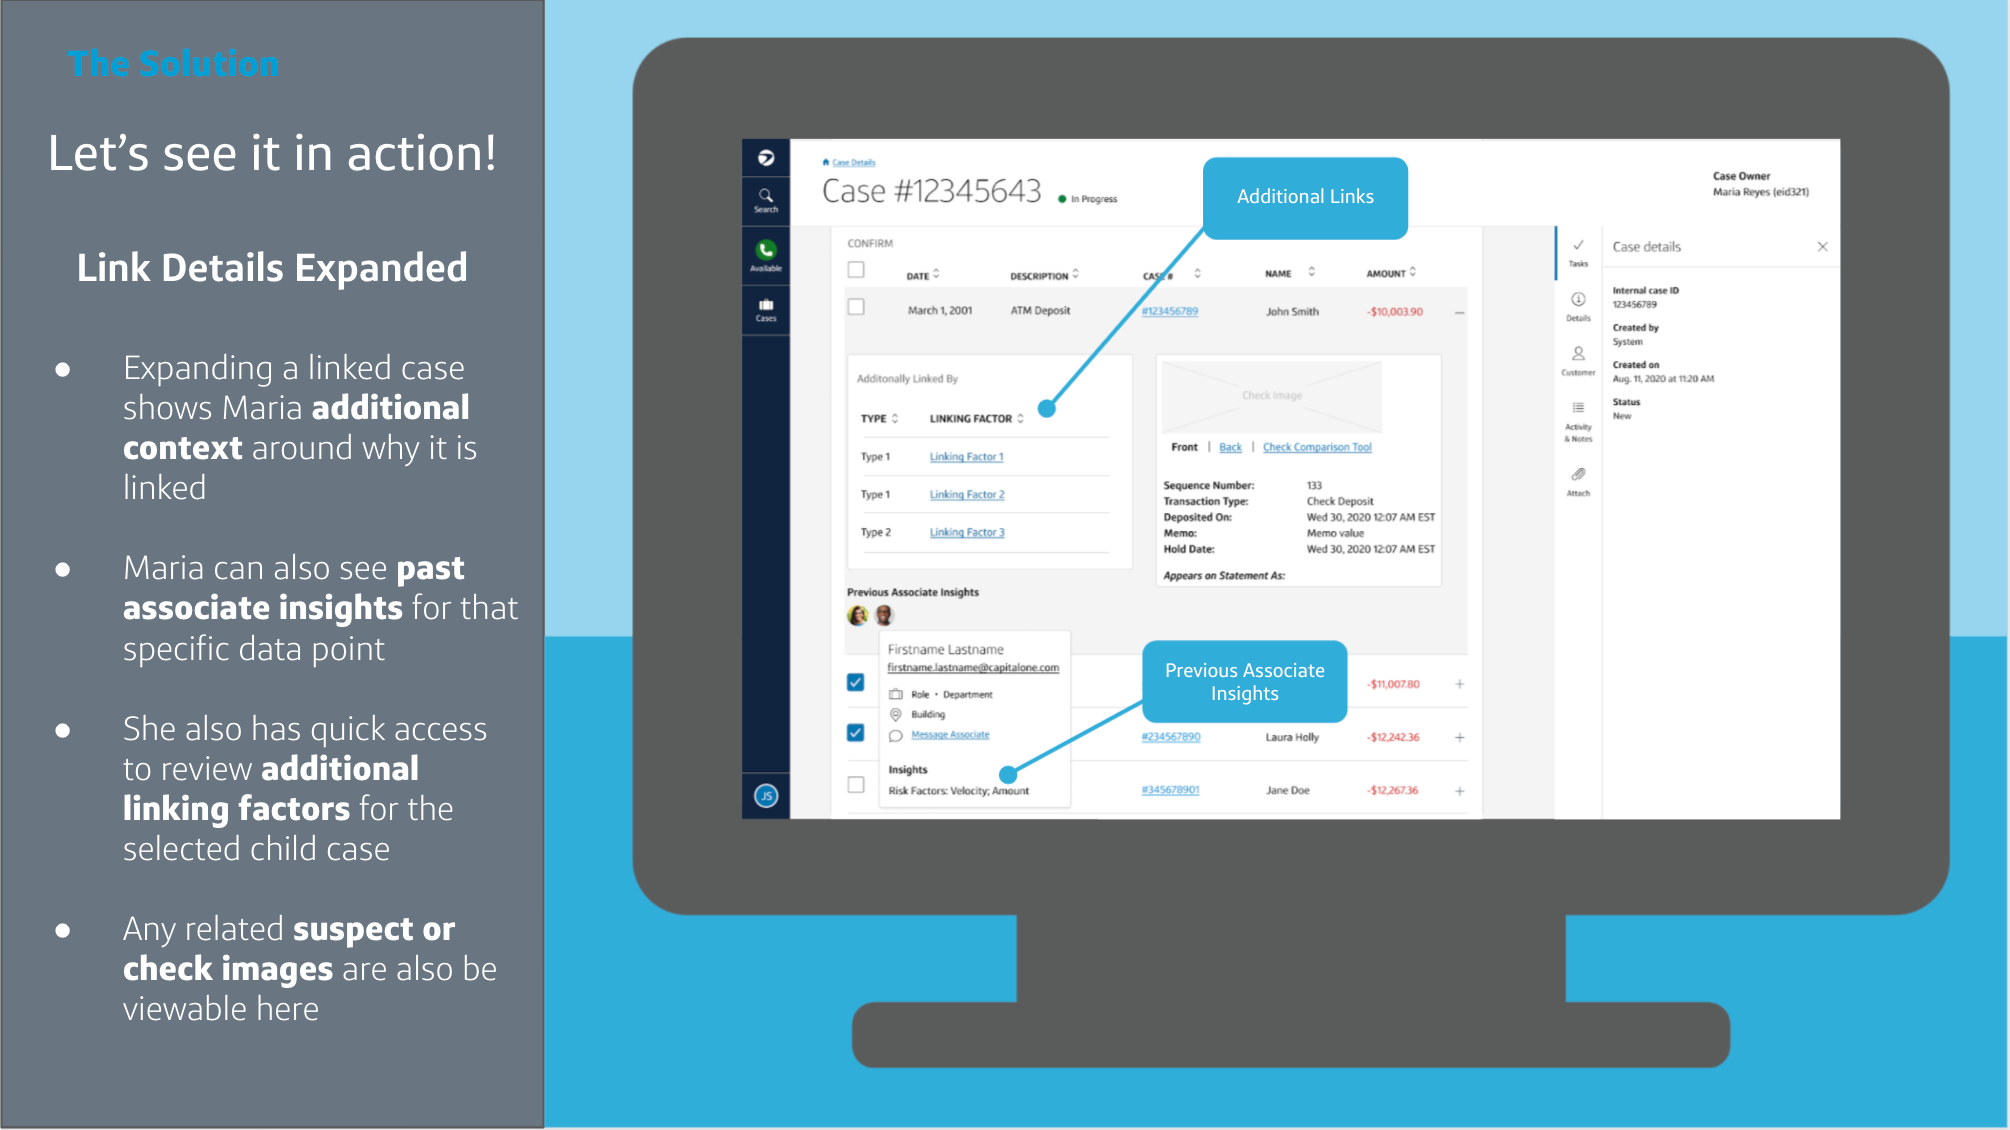 The Solution
Let's see it in action!
Link Details Expanded
● Expanding a linked case
shows Maria additional
context around why it is
linked
● Maria can also see past
associate insights for that
specific data point
● She also has quick access
to review additional
linking factors for the
selected child case
● Any related suspect or
check images are also be
viewable here
Search
Available
Cases
JS
Case Details
Case #12345643 In Progress
Additional Links
Case Owner
Maria Reyes (eid321)
CONFIRM
DATE DESCRIPTION CASE # NAME AMOUNT
March 1, 2001 ATM Deposit #123456789 John Smith -$10,003.90
Additonally Linked By
TYPE LINKING FACTOR
Type 1 Linking Factor 1
Type 1 Linking Factor 2
Type 2 Linking Factor 3
Check Image
Front | Back | Check Comparison Tool
Sequence Number: 133
Transaction Type: Check Deposit
Deposited On: Wed 30, 2020 12:07 AM EST
Memo: Memo value
Hold Date: Wed 30, 2020 12:07 AM EST
Appears on Statement As:
Previous Associate Insights
Firstname Lastname
firstname.lastname@capitalone.com
Role • Department
Building
Message Associate
Insights
Risk Factors: Velocity; Amount
Previous Associate
Insights
-$11,007.80
#234567890 Laura Holly -$12,242.36
#345678901 Jane Doe -$12,267.36
Tasks
Details
Customer
Activity
& Notes
Attach
Case details
Internal case ID
123456789
Created by
System
Created on
Aug. 11, 2020 at 11:20 AM
Status
New